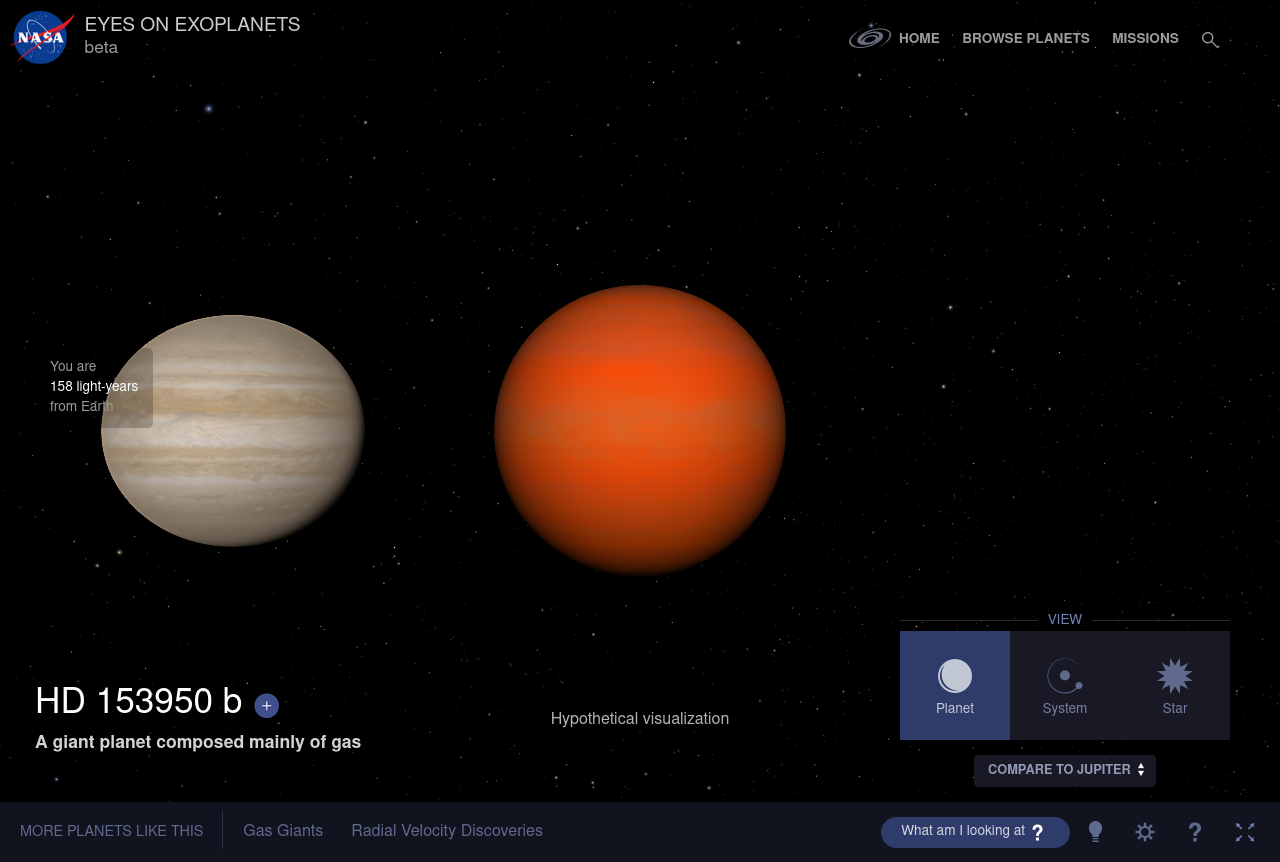 NASA
EYES ON EXOPLANETS
beta
HOME
BROWSE PLANETS
MISSIONS
You are
158 light-years
from Earth
VIEW
Planet
System
Star
COMPARE TO JUPITER
HD 153950 b +
A giant planet composed mainly of gas
Hypothetical visualization
MORE PLANETS LIKE THIS
Gas Giants
Radial Velocity Discoveries
What am I looking at ?
?